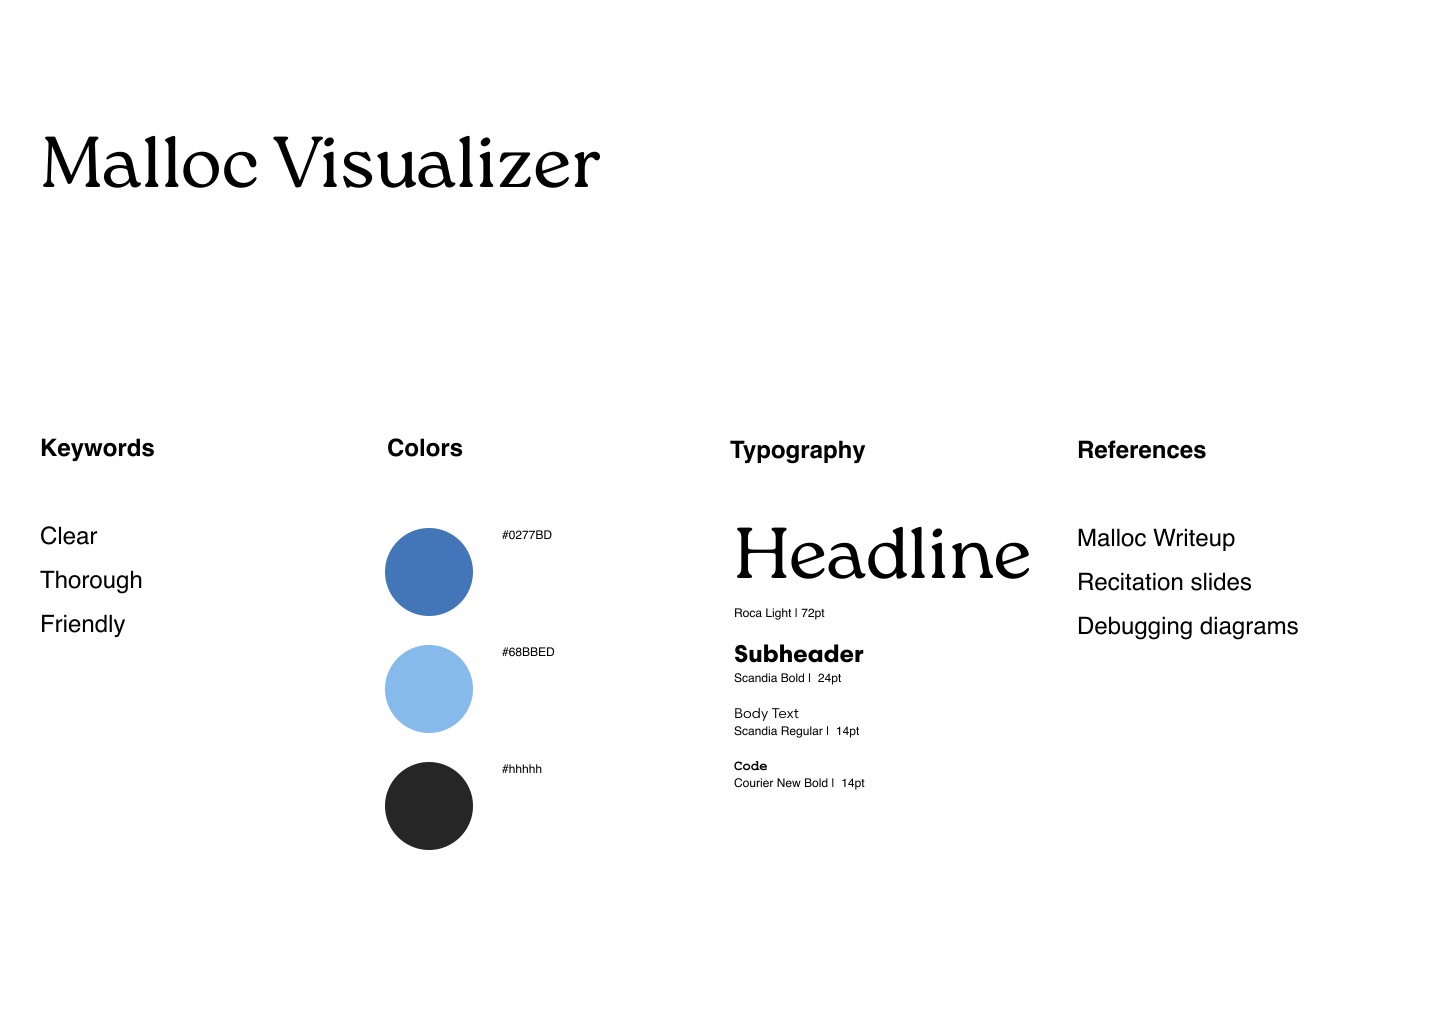 Malloc Visualizer
Keywords
Clear
Thorough
Friendly
Colors
#0277BD
#68BBED
#hhhhh
Typography
Headline
Roca Light | 72pt
Subheader
Scandia Bold |  24pt
Body Text
Scandia Regular |  14pt
Code
Courier New Bold |  14pt
References
Malloc Writeup
Recitation slides
Debugging diagrams